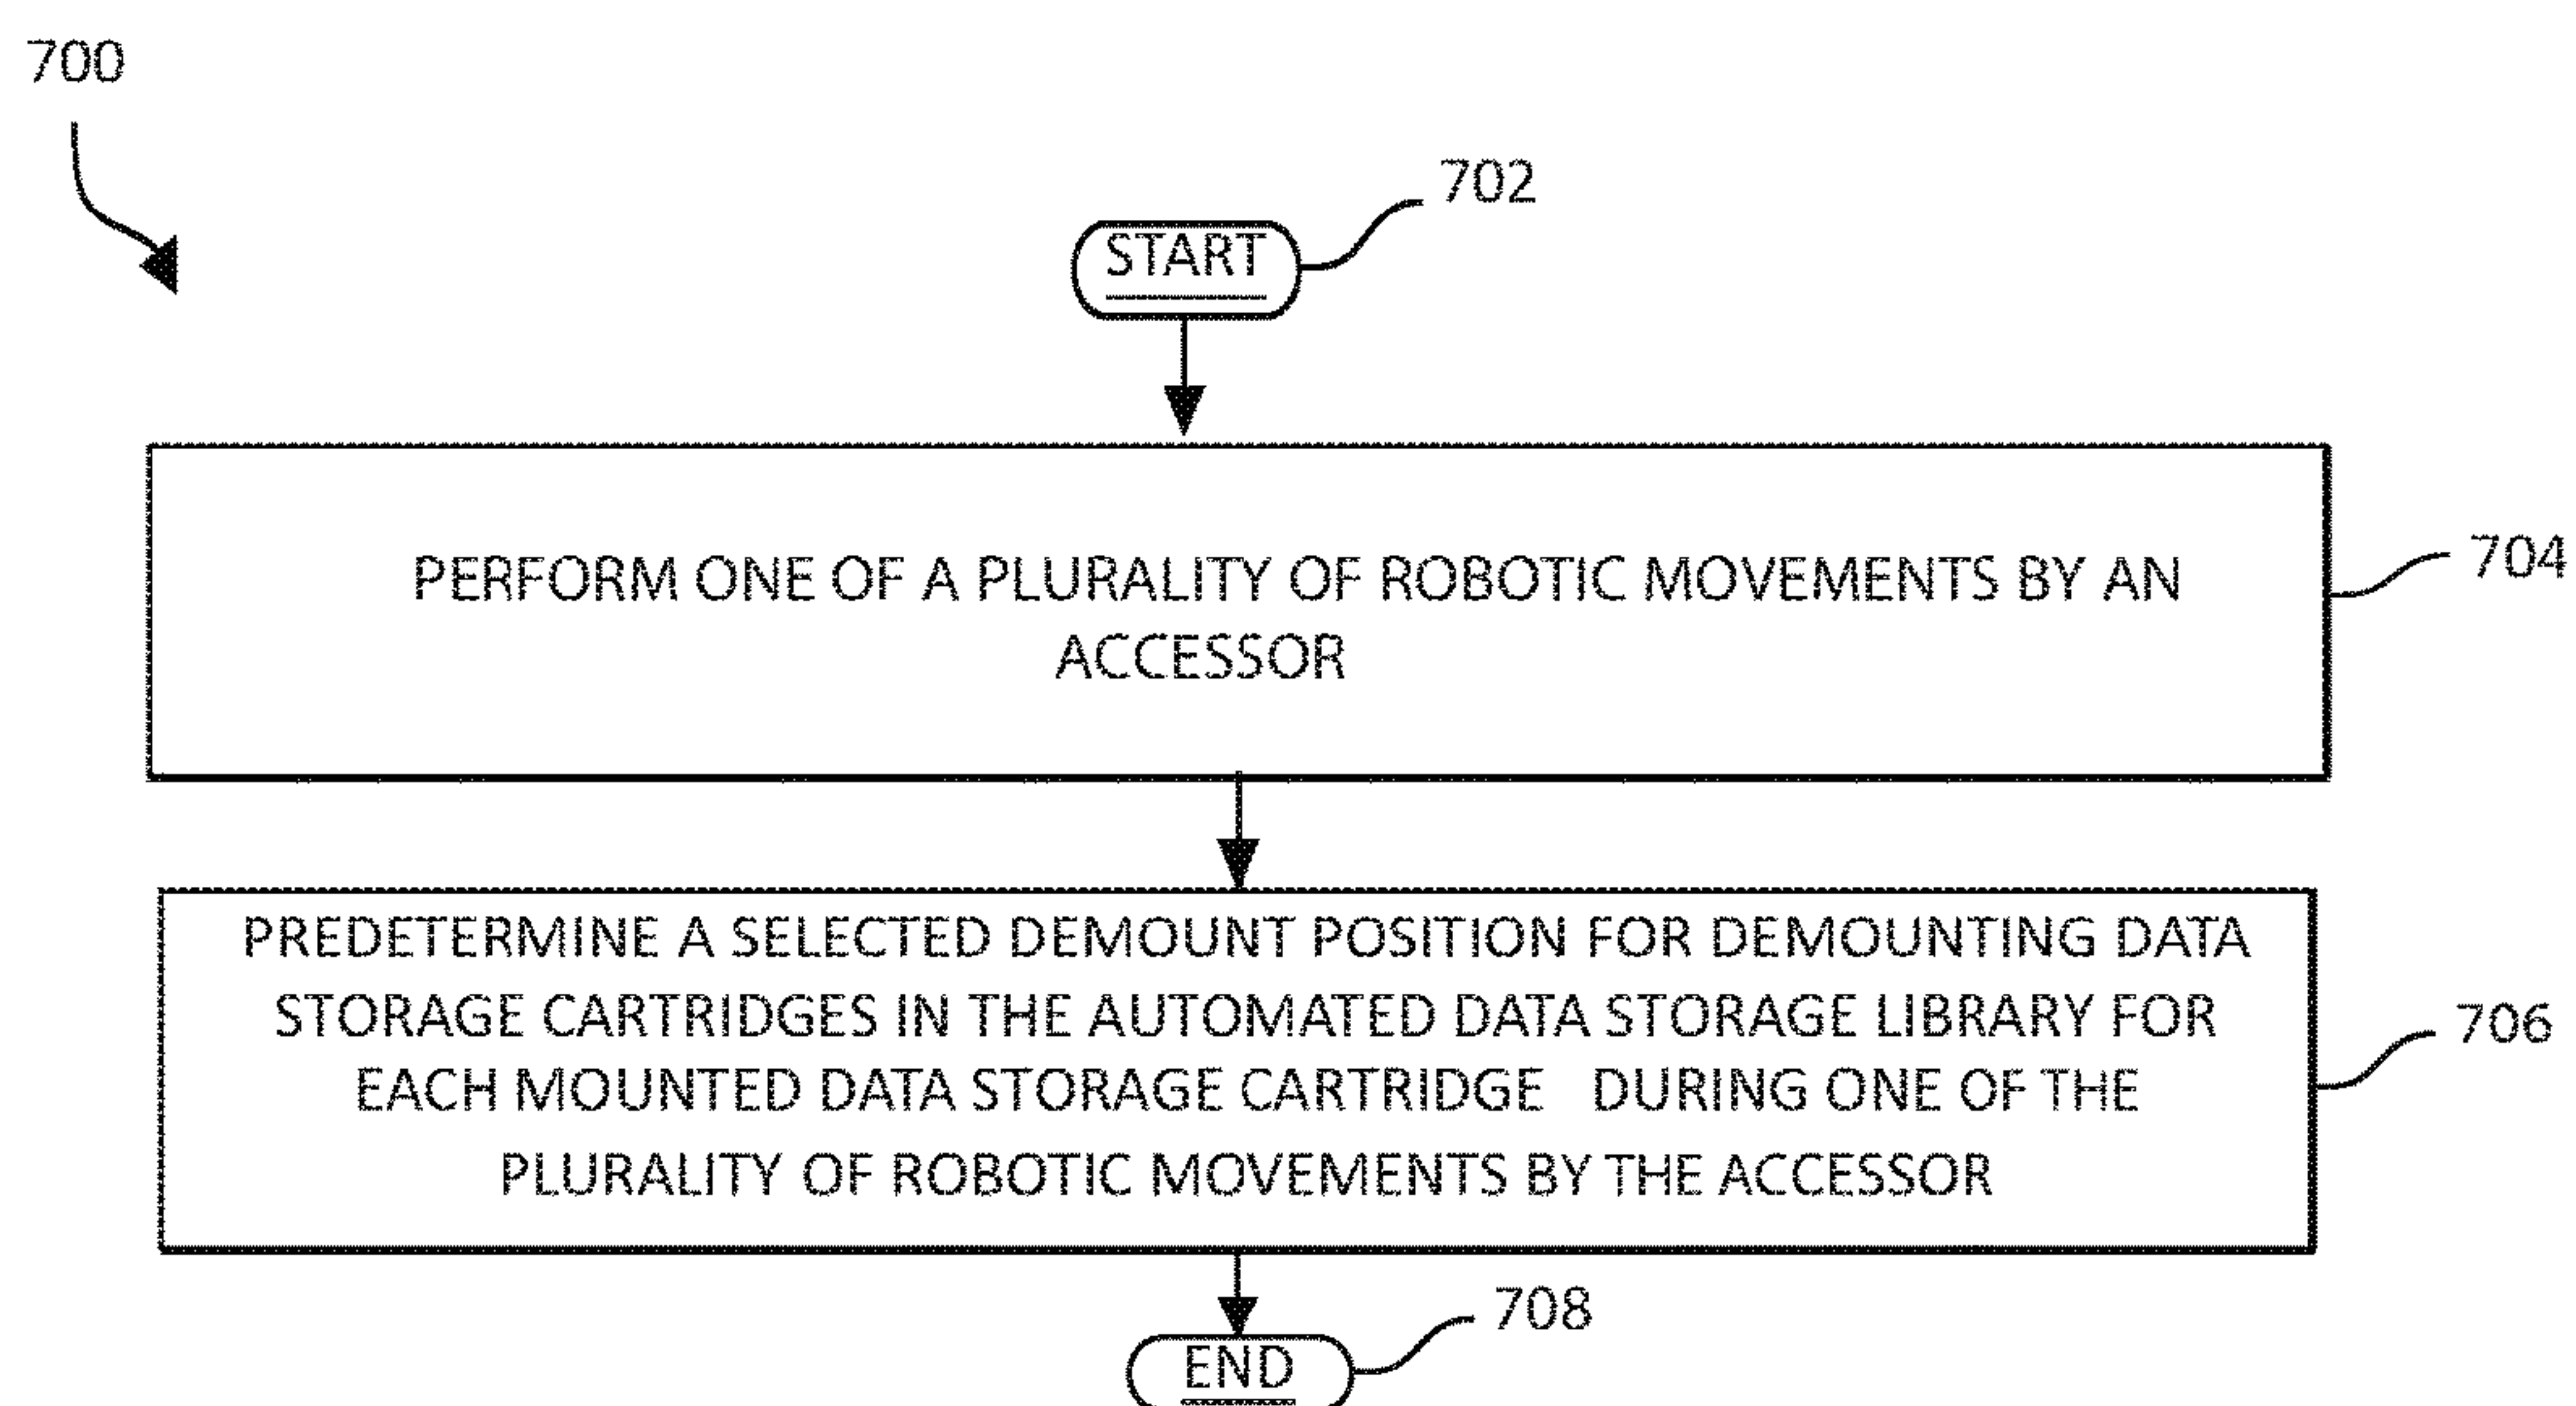 700
702
START
PERFORM ONE OF A PLURALITY OF ROBOTIC MOVEMENTS BY AN
ACCESSOR
704
PREDETERMINE A SELECTED DEMOUNT POSITION FOR DEMOUNTING DATA
STORAGE CARTRIDGES IN THE AUTOMATED DATA STORAGE LIBRARY FOR
EACH MOUNTED DATA STORAGE CARTRIDGE DURING ONE OF THE
PLURALITY OF ROBOTIC MOVEMENTS BY THE ACCESSOR
706
708
END